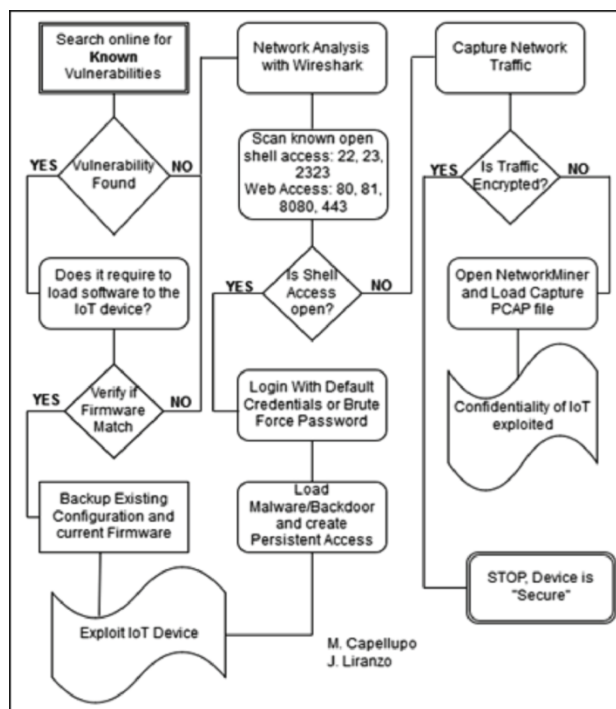 Search online for
Known
Vulnerabilities
YES
Vulnerability
Found
NO
Does it require to
load software to the
IoT device?
YES
Verify if
Firmware
Match
NO
Backup Existing
Configuration and
current Firmware
Exploit IoT Device
Network Analysis
with Wireshark
Scan known open
shell access: 22, 23,
2323
Web Access: 80, 81,
8080, 443
YES
Is Shell
Access
open?
NO
Login With Default
Credentials or Brute
Force Password
Load
Malware/Backdoor
and create
Persistent Access
M. Capellupo
J. Liranzo
Capture Network
Traffic
YES
Is Traffic
Encrypted?
NO
Open NetworkMiner
and Load Capture
PCAP file
Confidentiality of IoT
exploited
STOP, Device is
"Secure"